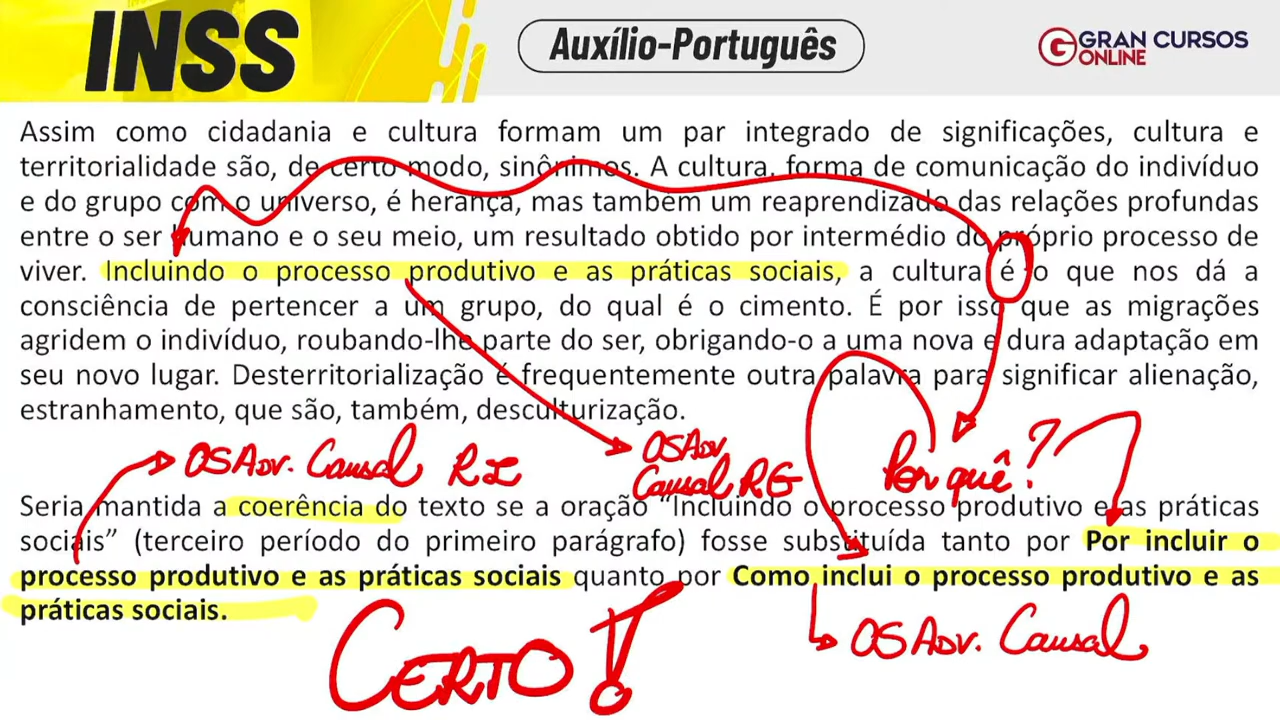 INSS
Auxílio-Português
GRAN CURSOS
ONLINE
Assim como cidadania e cultura formam um par integrado de significações, cultura e
territorialidade são, de certo modo, sinônimos. A cultura, forma de comunicação do indivíduo
e do grupo com o universo, é herança, mas também um reaprendizado das relações profundas
entre o ser humano e o seu meio, um resultado obtido por intermédio do próprio processo de
viver. Incluindo o processo produtivo e as práticas sociais, a cultura é o que nos dá a
consciência de pertencer a um grupo, do qual é o cimento. É por isso que as migrações
agridem o indivíduo, roubando-lhe parte do ser, obrigando-o a uma nova e dura adaptação em
seu novo lugar. Desterritorialização é frequentemente outra palavra para significar alienação,
estranhamento, que são, também, desculturização.
OSAdv. Causal RI
OSAdv
Causal RG
Por quê?
Seria mantida a coerência do texto se a oração “Incluindo o processo produtivo e as práticas
sociais” (terceiro período do primeiro parágrafo) fosse substituída tanto por Por incluir o
processo produtivo e as práticas sociais quanto por Como inclui o processo produtivo e as
práticas sociais.
CERTO!
OSAdv. Causal